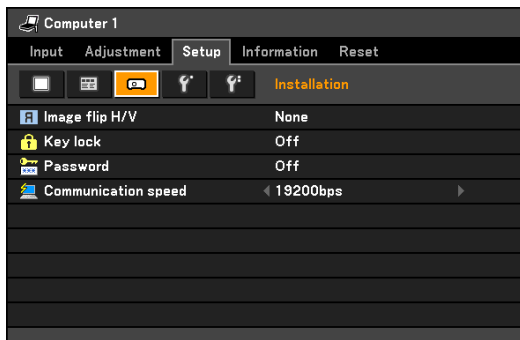 Computer 1
Input Adjustment Setup Information Reset
Installation
Image flip H/V None
Key lock Off
Password Off
Communication speed 19200bps